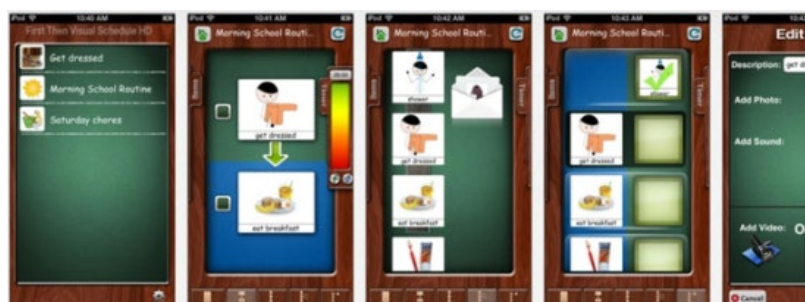 iPod 10:40 AM
First Then Visual Schedule HD
Get dressed
Morning School Routine
Saturday chores
iPod 10:41 AM
Morning School Routi...
Items
Timer
get dressed
eat breakfast
iPod 10:42 AM
Morning School Routi...
Timer
shower
get dressed
eat breakfast
iPod 10:43 AM
Morning School Routi...
Items
Timer
get dressed
eat breakfast
iPod
Edit
Description: get d
Add Photo:
Add Sound:
Add Video: O
Cancel